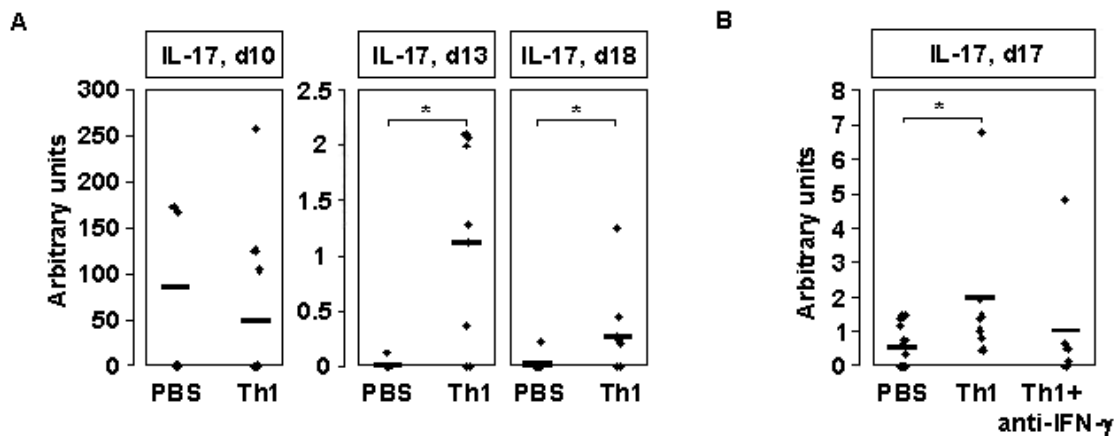 A
B
IL-17, d10
IL-17, d13
IL-17, d18
IL-17, d17
Arbitrary units
300
250
200
150
100
50
0
PBS
Th1
2.5
2
1.5
1
0.5
0
*
PBS
Th1
*
PBS
Th1
Arbitrary units
8
7
6
5
4
3
2
1
0
*
PBS
Th1
Th1+
anti-IFN-γ